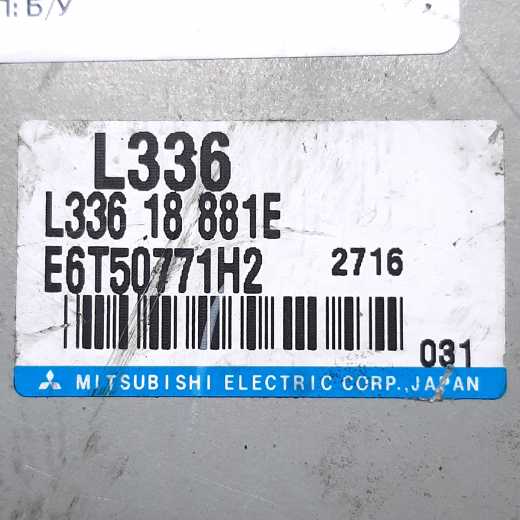 : Б/У
L336
L336 18 881E
E6T50771H2 2716
031
MITSUBISHI ELECTRIC CORP., JAPAN